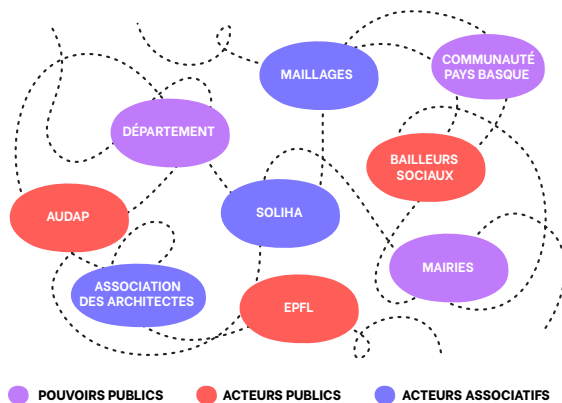 COMMUNAUTÉ
PAYS BASQUE
MAILLAGES
DÉPARTEMENT
BAILLEURS
SOCIAUX
AUDAP
SOLIHA
MAIRIES
ASSOCIATION
DES ARCHITECTES
EPFL
POUVOIRS PUBLICS
ACTEURS PUBLICS
ACTEURS ASSOCIATIFS